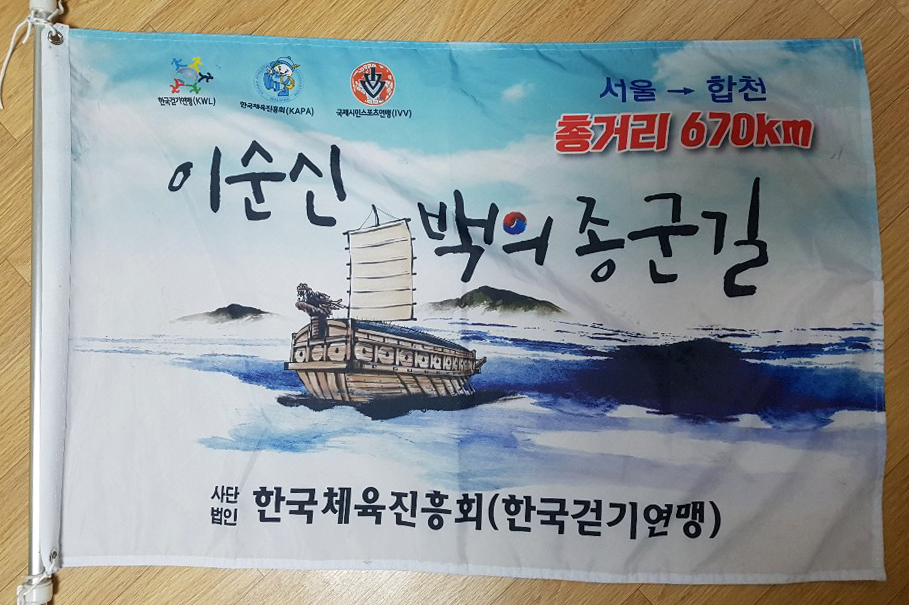 한국걷기연맹(KWL)
한국체육진흥회(KAPA)
국제시민스포츠연맹(IVV)
서울 → 합천
총거리 670km
이순신 백의종군길
사단법인 한국체육진흥회(한국걷기연맹)